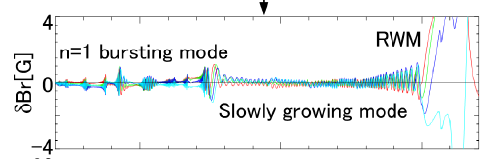 4
n=1 bursting mode
RWM
δBr[G]
0
Slowly growing mode
-4